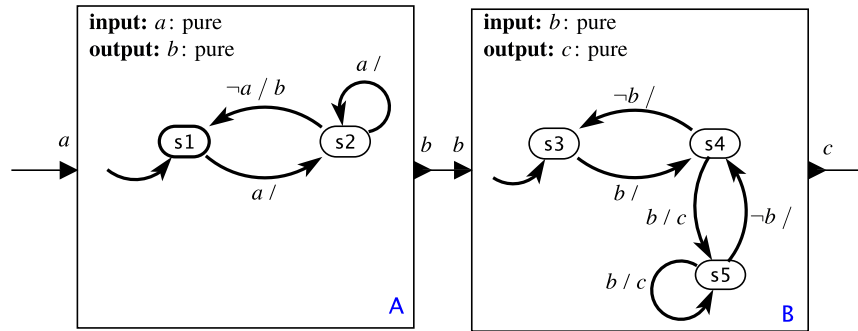 input: a: pure
output: b: pure
a /
¬a / b
s1
s2
a /
A
a
b
b
input: b: pure
output: c: pure
¬b /
s3
s4
b /
b / c
¬b /
b / c
s5
B
c